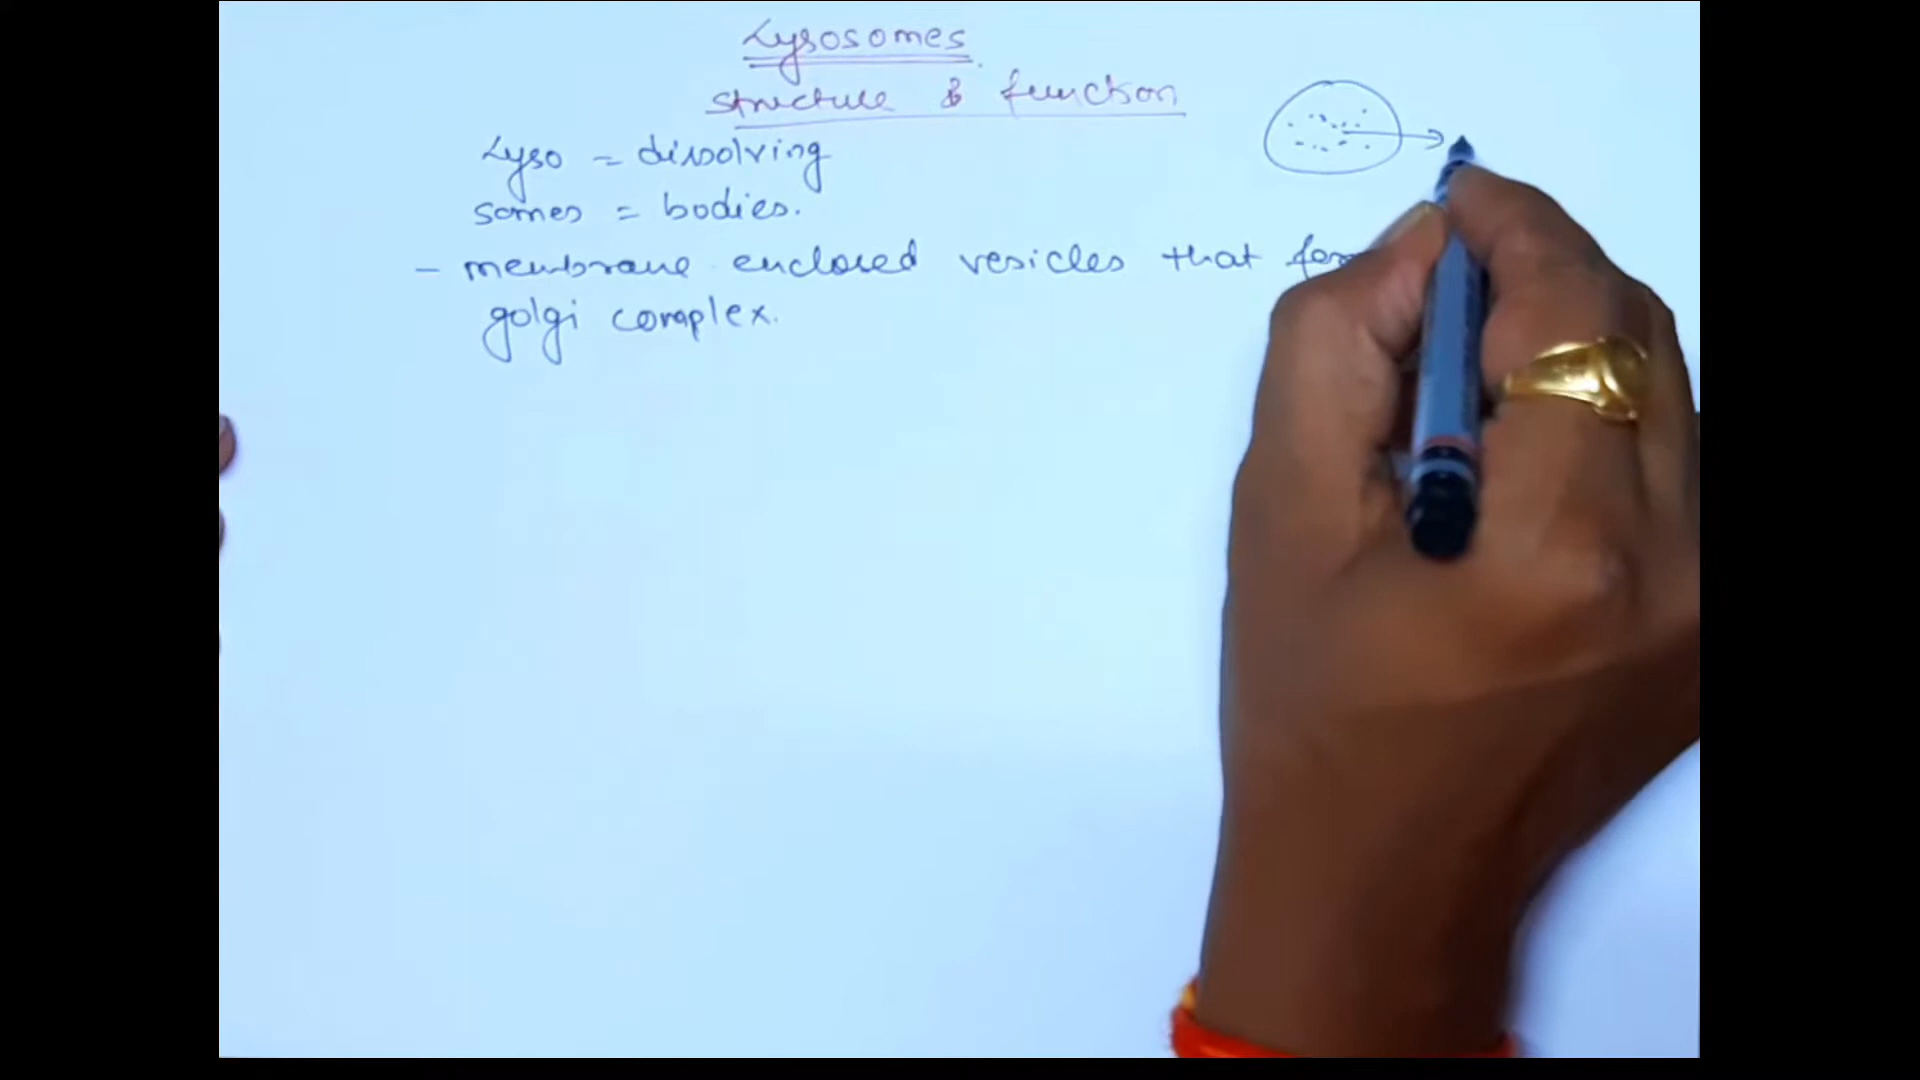 Lysosomes
structure & function
Lyso = dissolving
somes = bodies.
- membrane enclosed vesicles that
golgi complex.